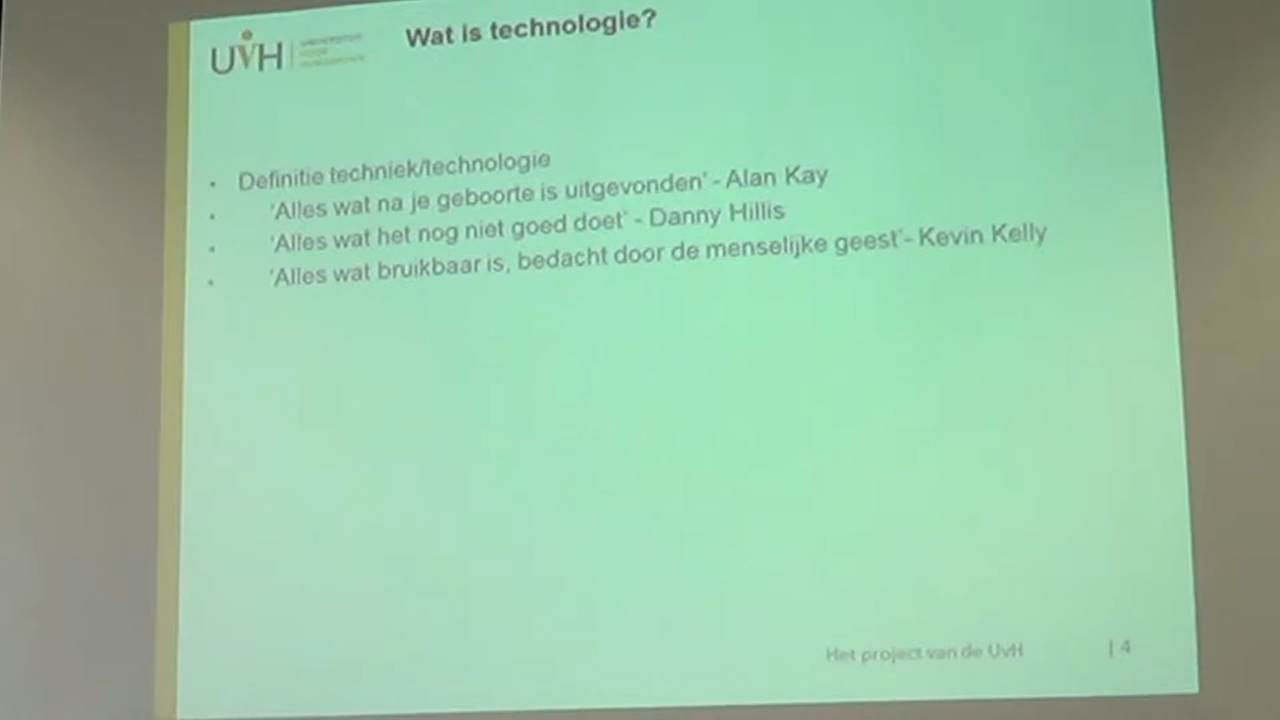 UVH
Wat is technologie?
• Definitie techniek/technologie
• 'Alles wat na je geboorte is uitgevonden' - Alan Kay
• 'Alles wat het nog niet goed doet' - Danny Hillis
• 'Alles wat bruikbaar is, bedacht door de menselijke geest'- Kevin Kelly
Het project van de UvH | 4